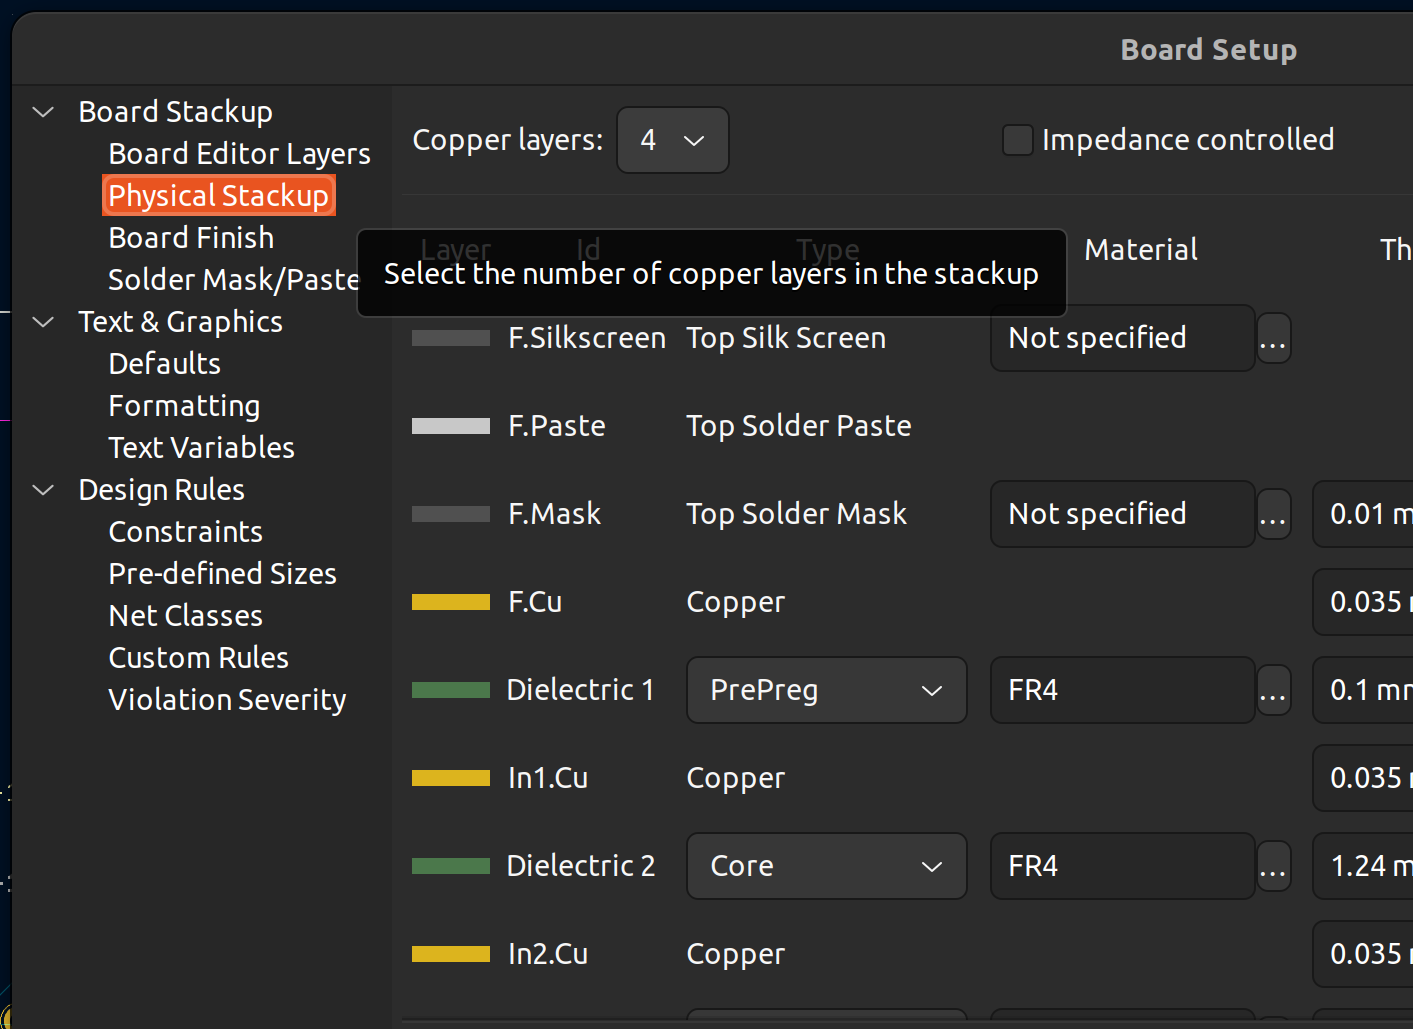 Board Setup
Board Stackup
Board Editor Layers
Physical Stackup
Board Finish
Solder Mask/Paste
Text & Graphics
Defaults
Formatting
Text Variables
Design Rules
Constraints
Pre-defined Sizes
Net Classes
Custom Rules
Violation Severity
Copper layers: 4 Impedance controlled
Layer Id Type Material Th
Select the number of copper layers in the stackup
F.Silkscreen Top Silk Screen Not specified ...
F.Paste Top Solder Paste
F.Mask Top Solder Mask Not specified ... 0.01 m
F.Cu Copper 0.035
Dielectric 1 PrePreg FR4 ... 0.1 mm
In1.Cu Copper 0.035
Dielectric 2 Core FR4 ... 1.24 m
In2.Cu Copper 0.035